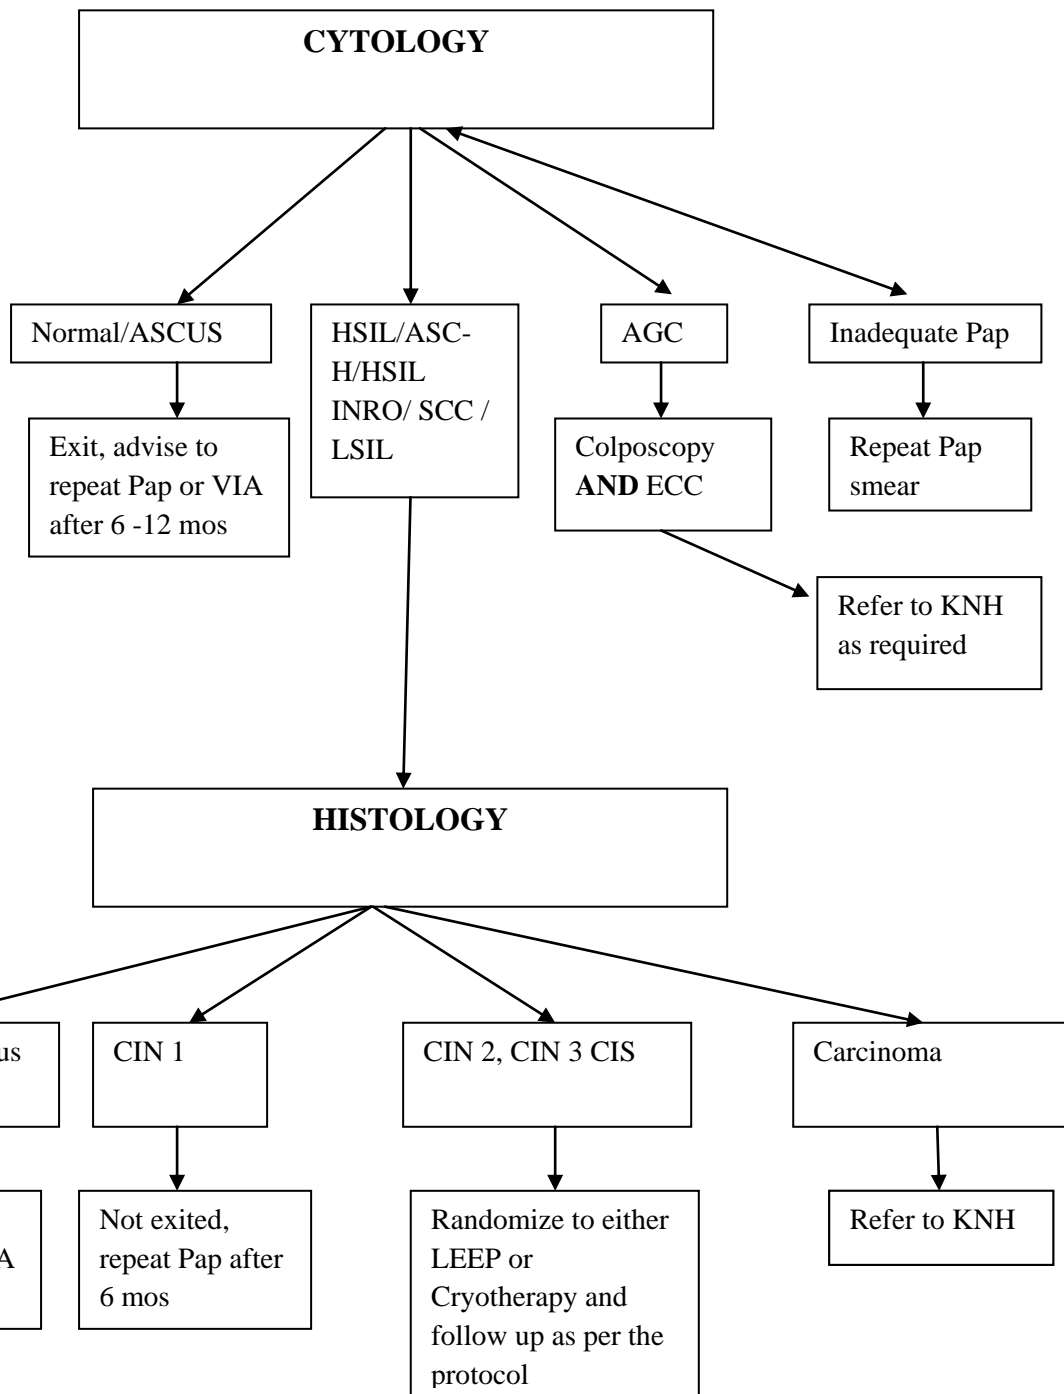 CYTOLOGY
Normal/ASCUS
HSIL/ASC-
H/HSIL
INRO/ SCC /
LSIL
AGC
Inadequate Pap
Exit, advise to
repeat Pap or VIA
after 6 -12 mos
Colposcopy
AND ECC
Repeat Pap
smear
Refer to KNH
as required
HISTOLOGY
us
CIN 1
CIN 2, CIN 3 CIS
Carcinoma
A
Not exited,
repeat Pap after
6 mos
Randomize to either
LEEP or
Cryotherapy and
follow up as per the
protocol
Refer to KNH